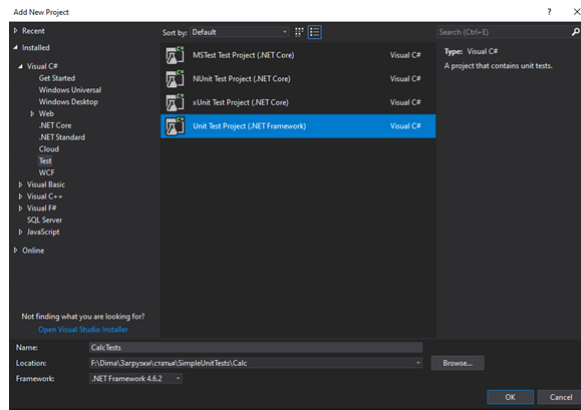 Add New Project
Recent
Installed
Visual C#
Get Started
Windows Universal
Windows Desktop
Web
.NET Core
.NET Standard
Cloud
Test
WCF
Visual Basic
Visual C++
Visual F#
SQL Server
JavaScript
Online
Not finding what you are looking for?
Open Visual Studio Installer
Sort by: Default
MSTest Test Project (.NET Core) Visual C#
NUnit Test Project (.NET Core) Visual C#
xUnit Test Project (.NET Core) Visual C#
Unit Test Project (.NET Framework) Visual C#
Search (Ctrl+E)
Type: Visual C#
A project that contains unit tests.
Name: CalcTests
Location: F:\Dima\Загрузки\статья\SimpleUnitTests\Calc Browse...
Framework: .NET Framework 4.6.2
OK Cancel